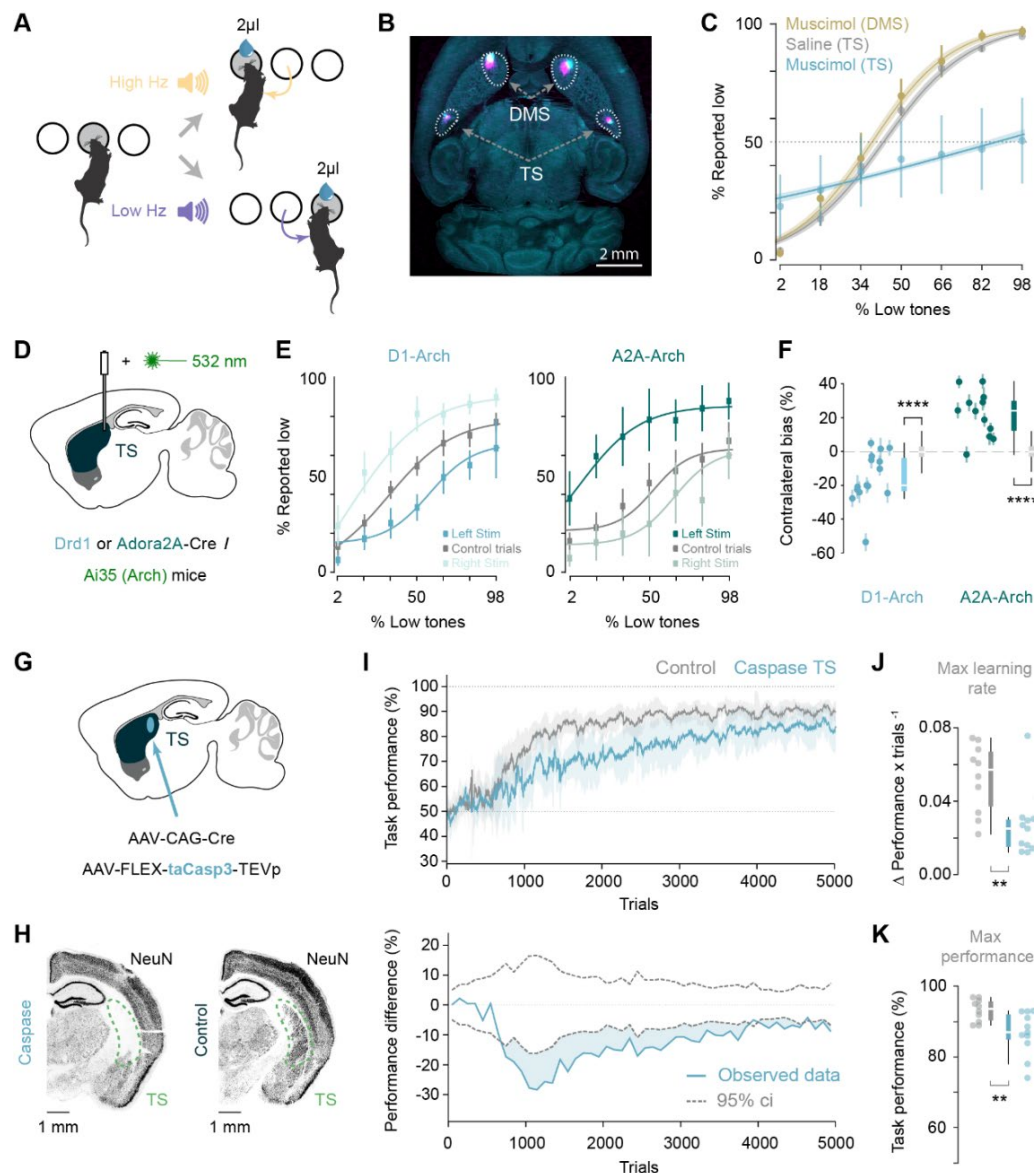 A
2µl
High Hz
Low Hz
2µl
B
DMS
TS
2 mm
C
Muscimol (DMS)
Saline (TS)
Muscimol (TS)
% Reported low
100
50
0
2 18 34 50 66 82 98
% Low tones
D
+ 532 nm
TS
Drd1 or Adora2A-Cre /
Ai35 (Arch) mice
E
D1-Arch
A2A-Arch
% Reported low
100
50
0
Left Stim
Control trials
Right Stim
2 50 98
% Low tones
100
50
0
Left Stim
Control trials
Right Stim
2 50 98
% Low tones
F
Contralateral bias (%)
40
20
0
-20
-40
-60
****
****
D1-Arch
A2A-Arch
G
TS
AAV-CAG-Cre
AAV-FLEX-taCasp3-TEVp
H
Caspase
NeuN
TS
1 mm
Control
NeuN
TS
1 mm
I
Control Caspase TS
Task performance (%)
100
90
80
70
60
50
40
30
0 1000 2000 3000 4000 5000
Trials
Performance difference (%)
20
10
0
-10
-20
-30
Observed data
95% ci
0 1000 2000 3000 4000 5000
Trials
J
Max learning
rate
Δ Performance x trials⁻¹
0.08
0.04
0.00
**
K
Max
performance
Task performance (%)
100
80
60
**